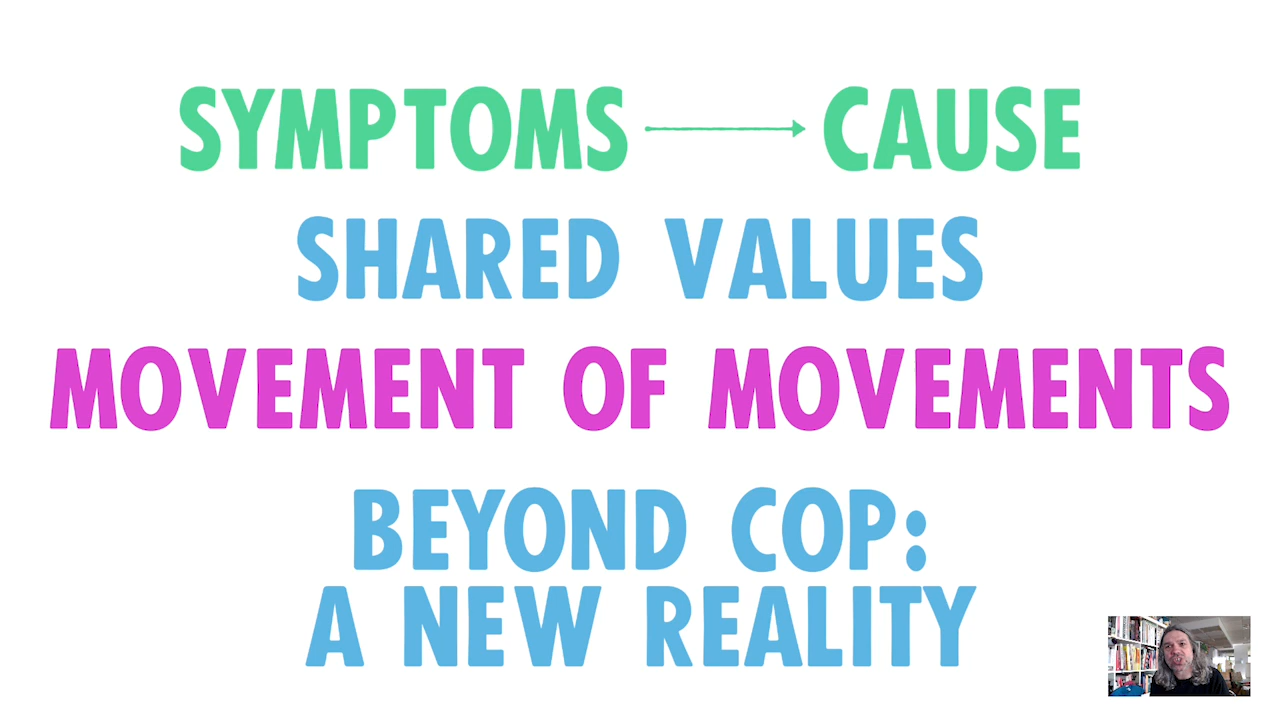 SYMPTOMS → CAUSE
SHARED VALUES
MOVEMENT OF MOVEMENTS
BEYOND COP:
A NEW REALITY